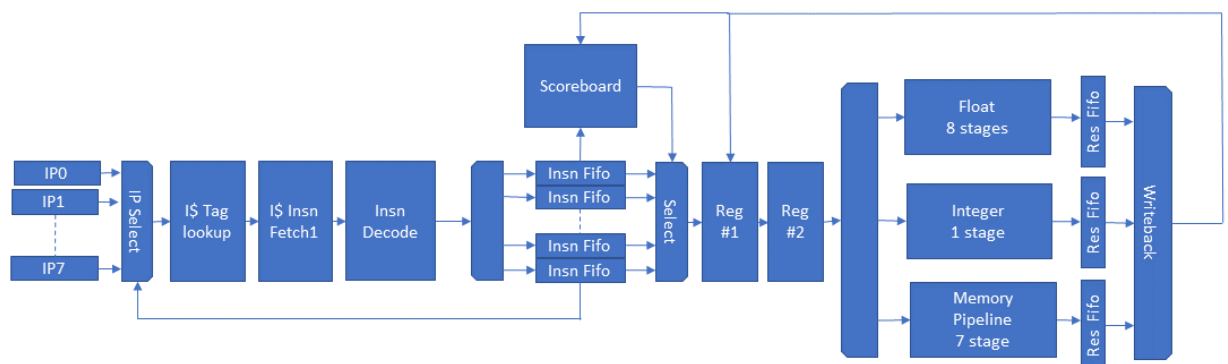 Scoreboard
IP0
IP1
IP7
IP Select
I$ Tag
lookup
I$ Insn
Fetch1
Insn
Decode
Insn Fifo
Insn Fifo
Insn Fifo
Insn Fifo
Select
Reg
#1
Reg
#2
Float
8 stages
Integer
1 stage
Memory
Pipeline
7 stage
Res Fifo
Res Fifo
Res Fifo
Writeback